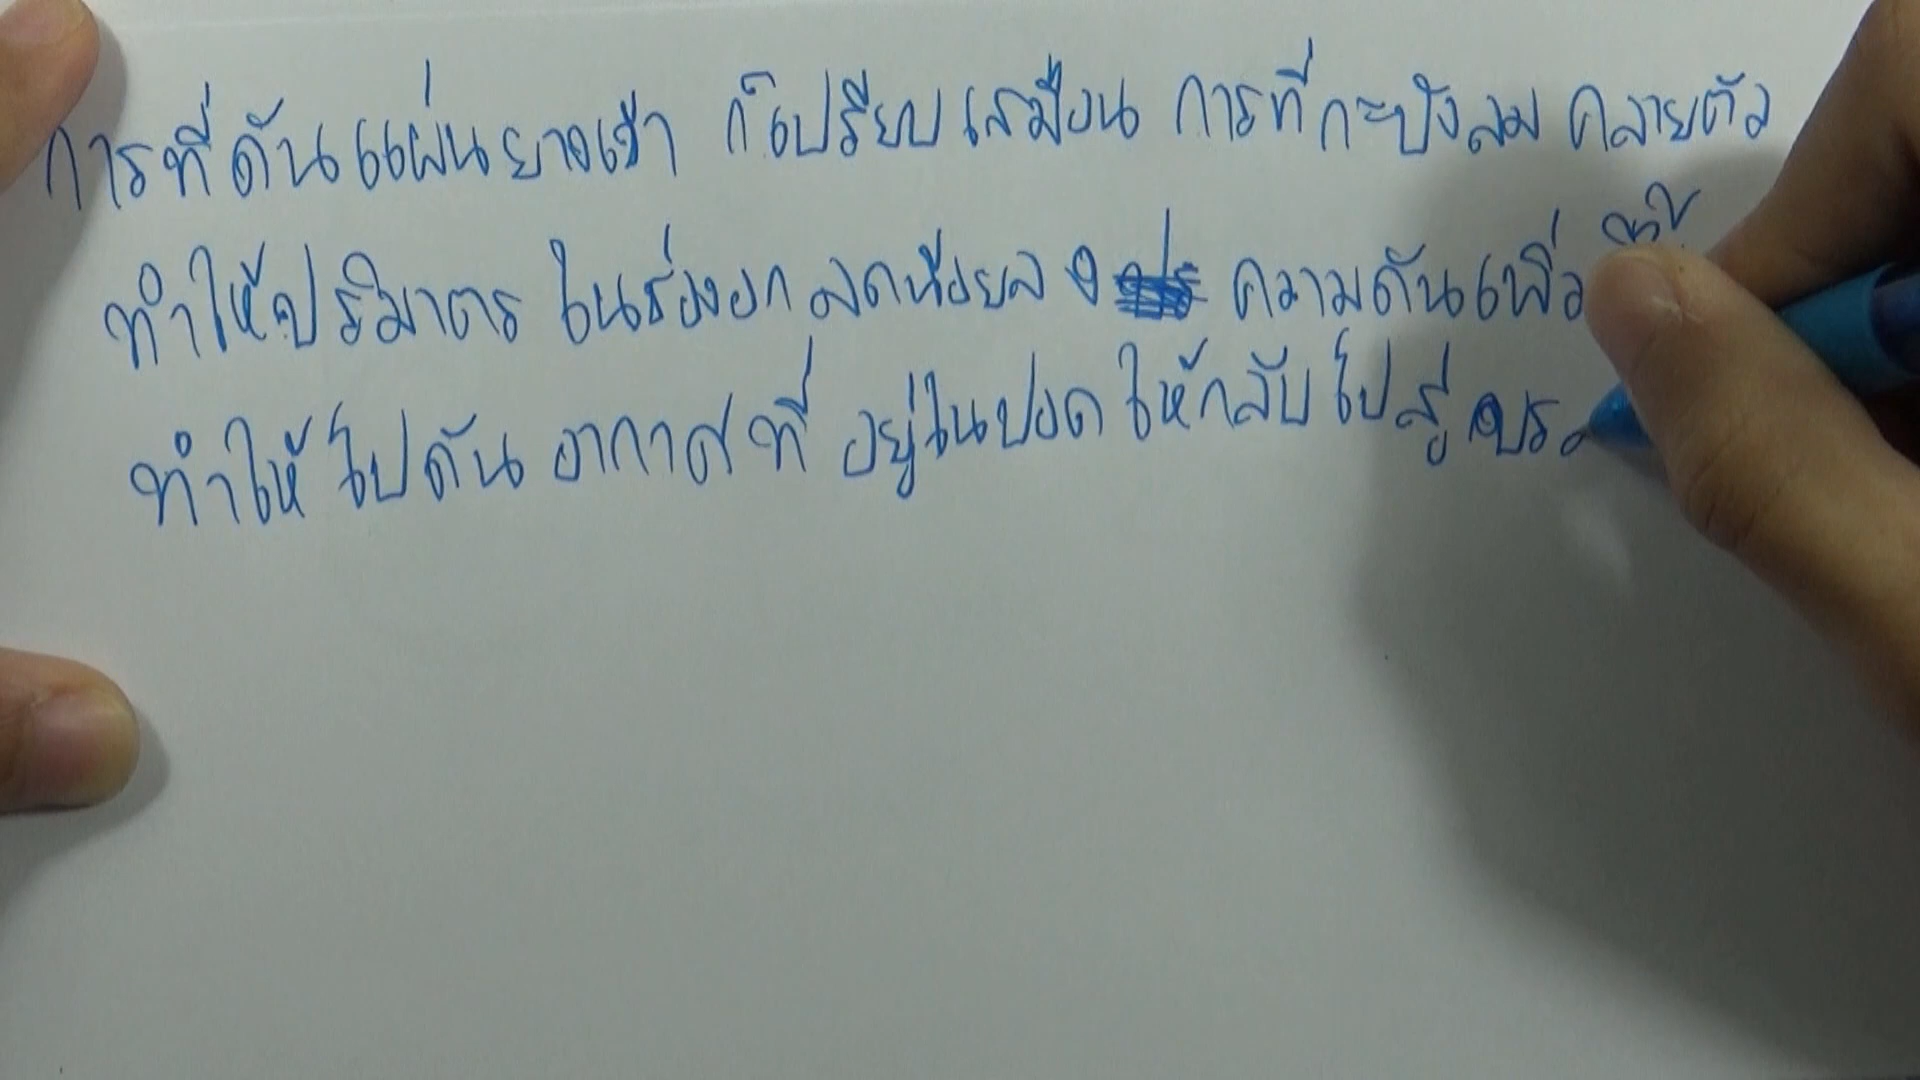 การที่ดันแผ่นยางเข้า ก็เปรียบเสมือน การที่กะบังลม คลายตัว
ทำให้ปริมาตร ในช่องอก ลดน้อยลง ความดันเพิ่ม
ทำให้ไปดัน อากาศที่ อยู่ในปอด ให้กลับไปสู่